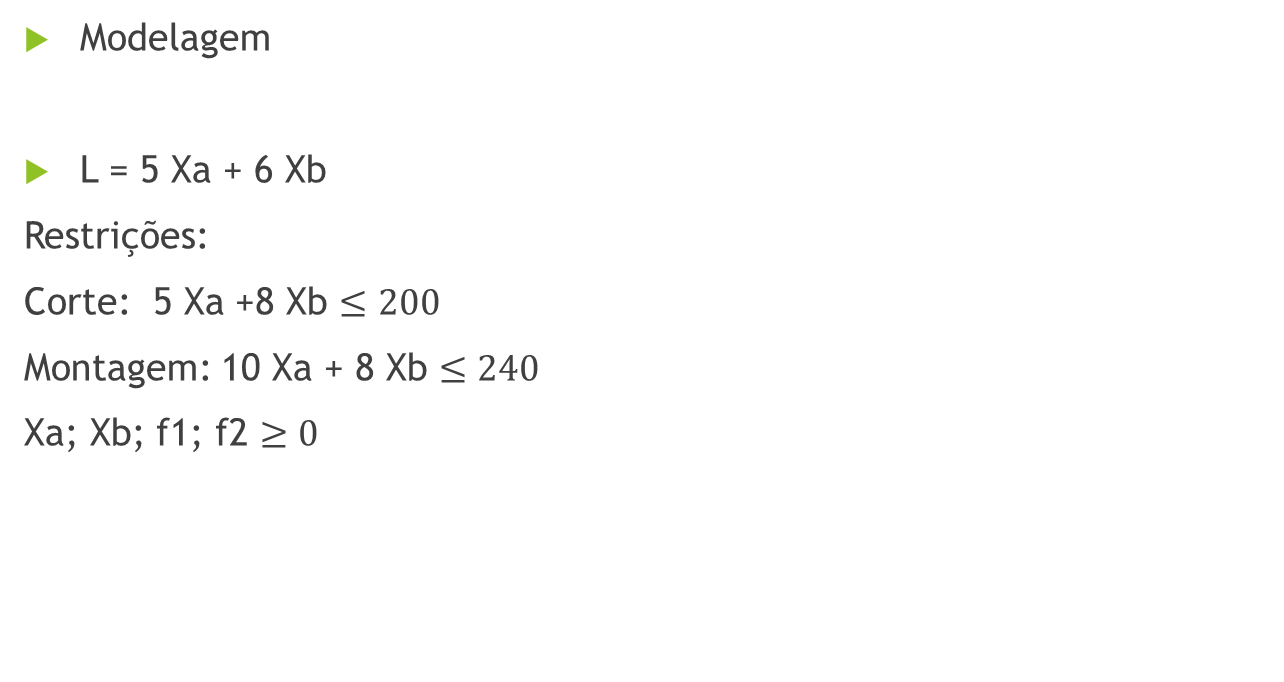 Modelagem
L = 5 Xa + 6 Xb
Restrições:
Corte:  5 Xa +8 Xb ≤ 200
Montagem: 10 Xa + 8 Xb ≤ 240
Xa; Xb; f1; f2 ≥ 0